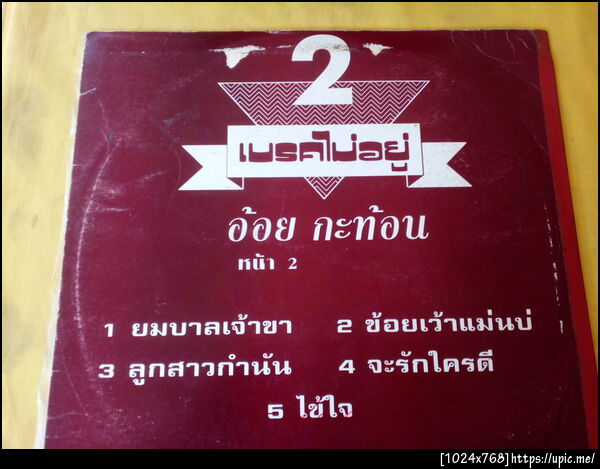 2
เบรคไม่อยู่
อ้อย กะท้อน
หน้า 2
1 ยมบาลเจ้าขา 2 ข้อยเว้าแม่นบ่
3 ลูกสาวกำนัน 4 จะรักใครดี
5 ไข้ใจ
[1024x768]https://upic.me/